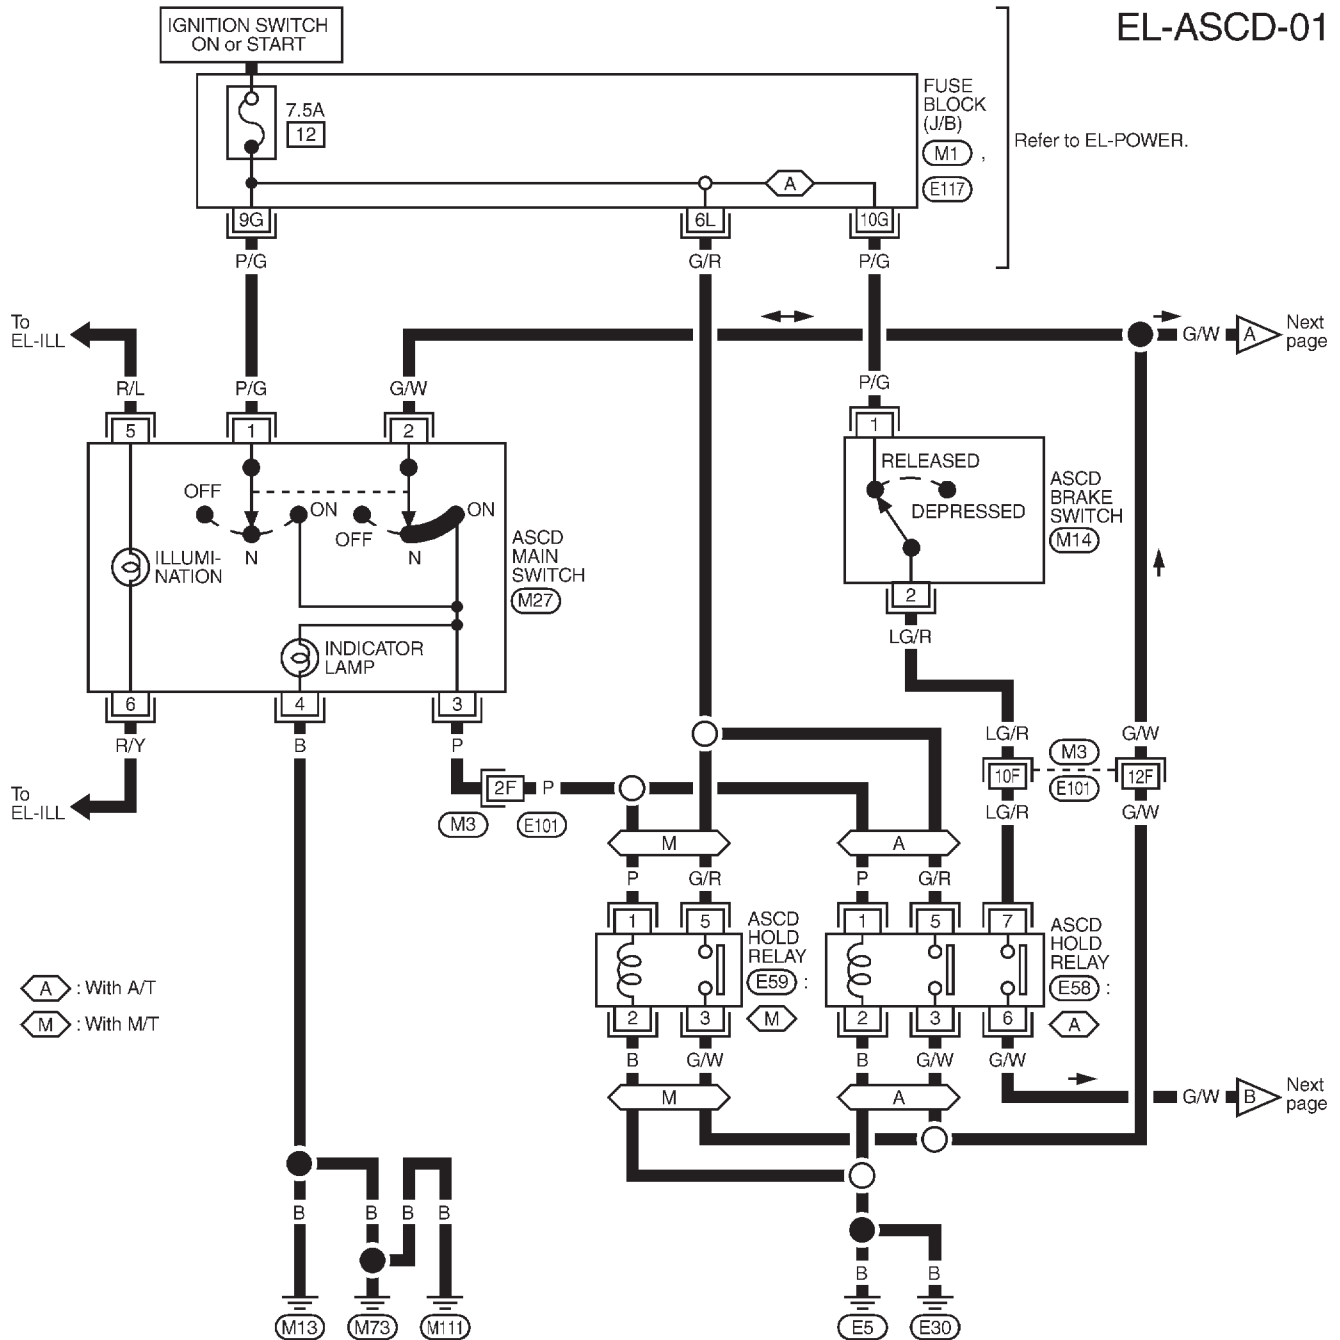 EL-ASCD-01
IGNITION SWITCH
ON or START
7.5A
12
FUSE
BLOCK
(J/B)
M1 ,
E117
Refer to EL-POWER.
A
9G
6L
10G
P/G
G/R
P/G
To
EL-ILL
G/W
A
Next
page
R/L
P/G
G/W
P/G
5
1
2
1
OFF
ON
OFF
ON
N
N
ILLUMI-
NATION
INDICATOR
LAMP
ASCD
MAIN
SWITCH
M27
RELEASED
DEPRESSED
ASCD
BRAKE
SWITCH
M14
2
LG/R
6
4
3
R/Y
B
P
To
EL-ILL
2F
P
M3
E101
LG/R
M3
G/W
10F
E101
12F
LG/R
G/W
M
A
P
G/R
P
G/R
1
5
ASCD
HOLD
RELAY
E59 :
M
1
5
7
ASCD
HOLD
RELAY
E58 :
A
2
3
2
3
6
B
G/W
B
G/W
G/W
A : With A/T
M : With M/T
M
A
G/W
B
Next
page
B
B
B
B
B
B
M13
M73
M111
E5
E30